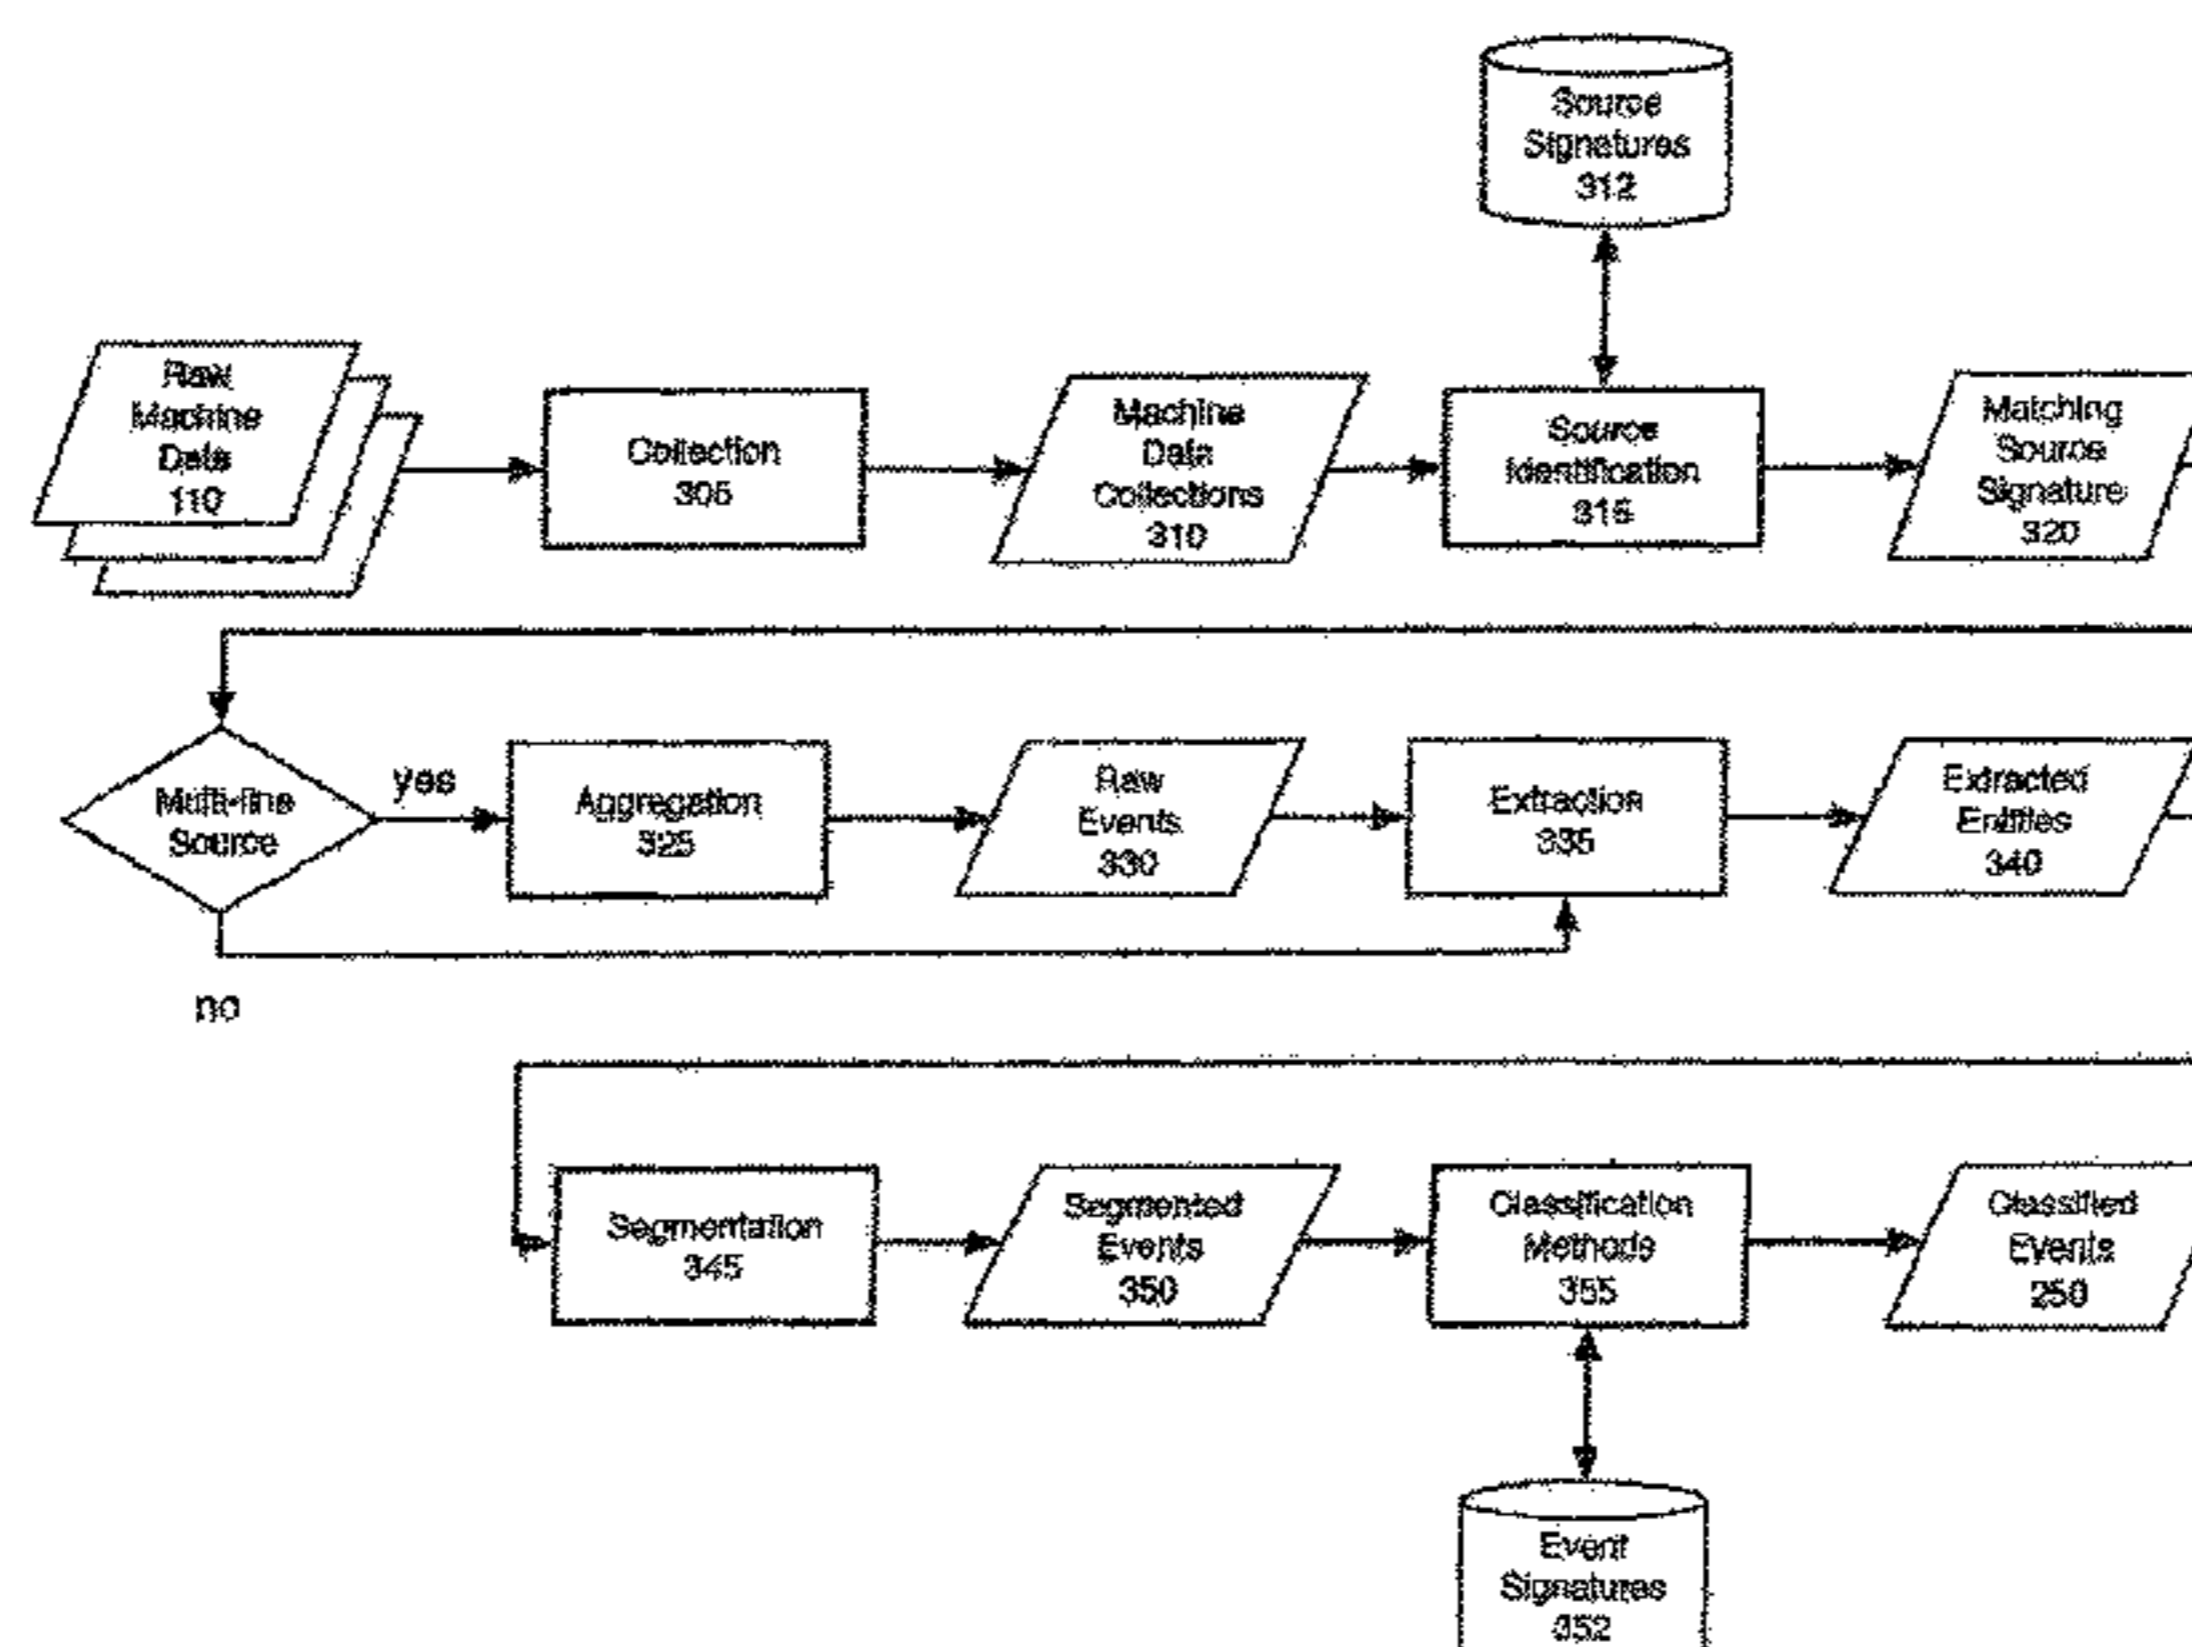 Source
Signatures
312
Raw
Machine
Data
110
Collection
305
Machine
Data
Collections
310
Source
Identification
315
Matching
Source
Signature
320
Multi-line
Source
yes
Aggregation
325
Raw
Events
330
Extraction
335
Extracted
Entities
340
no
Segmentation
345
Segmented
Events
350
Classification
Methods
355
Classified
Events
250
Event
Signatures
352